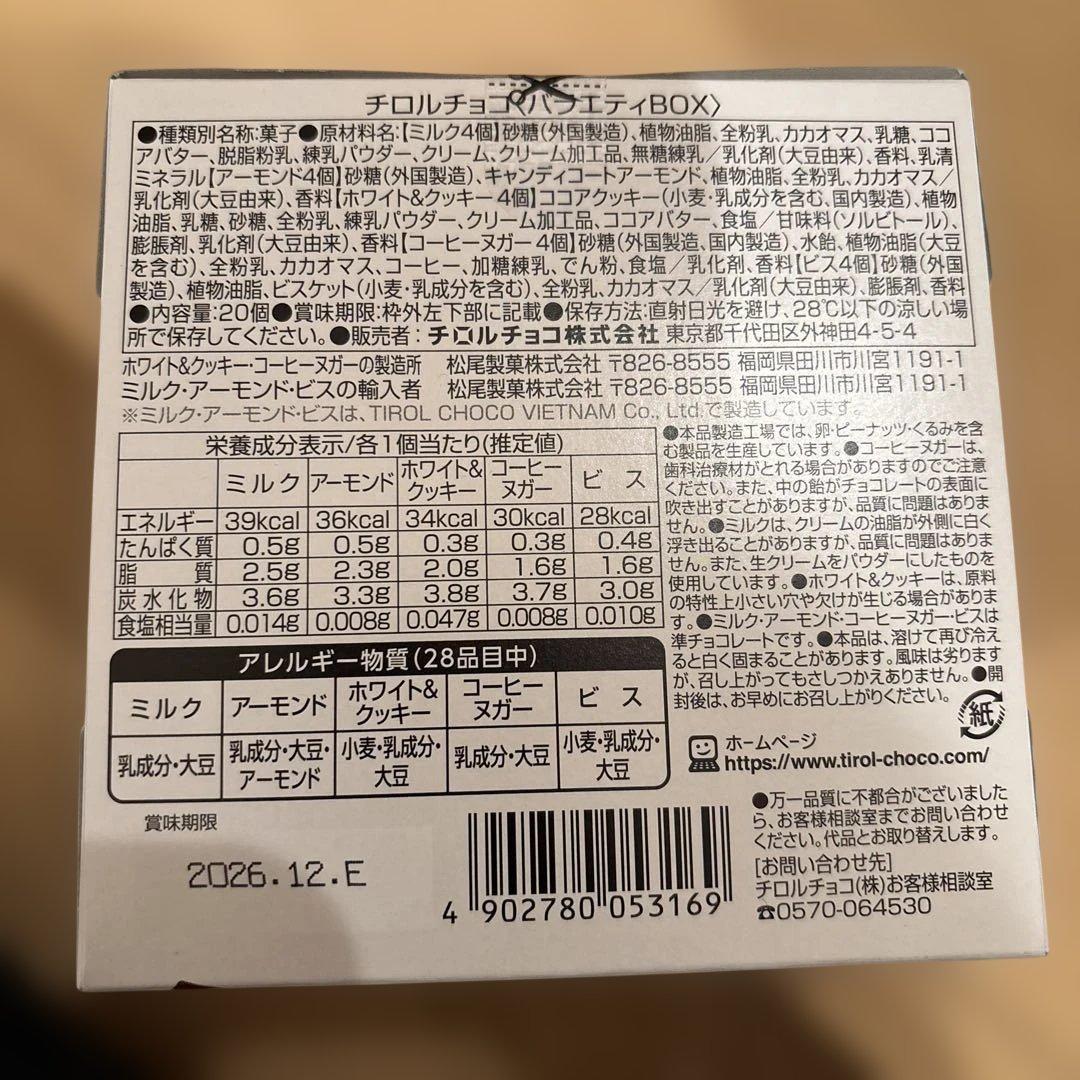 チロルチョコ〈バラエティBOX〉
●種類別名称:菓子●原材料名:【ミルク4個】砂糖(外国製造)、植物油脂、全粉乳、カカオマス、乳糖、ココ
アバター、脱脂粉乳、練乳パウダー、クリーム、クリーム加工品、無糖練乳／乳化剤(大豆由来)、香料、乳清
ミネラル【アーモンド4個】砂糖(外国製造)、キャンディコートアーモンド、植物油脂、全粉乳、カカオマス／
乳化剤(大豆由来)、香料【ホワイト&クッキー4個】ココアクッキー(小麦・乳成分を含む、国内製造)、植物
油脂、乳糖、砂糖、全粉乳、練乳パウダー、クリーム加工品、ココアバター、食塩／甘味料(ソルビトール)、
膨脹剤、乳化剤(大豆由来)、香料【コーヒーヌガー4個】砂糖(外国製造、国内製造)、水飴、植物油脂(大豆
を含む)、全粉乳、カカオマス、コーヒー、加糖練乳、でん粉、食塩／乳化剤、香料【ビス4個】砂糖(外国
製造)、植物油脂、ビスケット(小麦・乳成分を含む)、全粉乳、カカオマス／乳化剤(大豆由来)、膨脹剤、香料
●内容量:20個●賞味期限:枠外左下部に記載●保存方法:直射日光を避け、28℃以下の涼しい場
所で保存してください。●販売者:チロルチョコ株式会社 東京都千代田区外神田4-5-4
ホワイト&クッキー・コーヒーヌガーの製造所 松尾製菓株式会社 〒826-8555 福岡県田川市川宮1191-1
ミルク・アーモンド・ビスの輸入者 松尾製菓株式会社 〒826-8555 福岡県田川市川宮1191-1
※ミルク・アーモンド・ビスは、TIROL CHOCO VIETNAM Co., Ltd.で製造しています。
栄養成分表示/各1個当たり(推定値)
ミルク アーモンド ホワイト&クッキー コーヒーヌガー ビス
エネルギー 39kcal 36kcal 34kcal 30kcal 28kcal
たんぱく質 0.5g 0.5g 0.3g 0.3g 0.4g
脂質 2.5g 2.3g 2.0g 1.6g 1.6g
炭水化物 3.6g 3.3g 3.8g 3.7g 3.0g
食塩相当量 0.014g 0.008g 0.047g 0.008g 0.010g
アレルギー物質(28品目中)
ミルク アーモンド ホワイト&クッキー コーヒーヌガー ビス
乳成分・大豆 乳成分・大豆・アーモンド 小麦・乳成分・大豆 乳成分・大豆 小麦・乳成分・大豆
●本品製造工場では、卵・ピーナッツ・くるみを含
む製品を生産しています。●コーヒーヌガーは、
歯科治療材がとれる場合がありますのでご注意
ください。また、中の飴がチョコレートの表面に
吹き出すことがありますが、品質に問題はありま
せん。●ミルクは、クリームの油脂が外側に白く
浮き出ることがありますが、品質に問題はありま
せん。また、生クリームをパウダーにしたものを
使用しています。●ホワイト&クッキーは、原料
の特性上小さい穴や欠けが生じる場合がありま
す。●ミルク・アーモンド・コーヒーヌガー・ビスは
準チョコレートです。●本品は、溶けて再び冷え
ると白く固まることがあります。風味は劣ります
が、召し上がってもさしつかえありません。●開
封後は、お早めにお召し上がりください。
紙
ホームページ
https://www.tirol-choco.com/
●万一品質に不都合がございました
ら、お客様相談室までお問い合わせ
ください。代品とお取り替えします。
[お問い合わせ先]
チロルチョコ(株)お客様相談室
☎0570-064530
賞味期限
2026.12.E
4 902780 053169